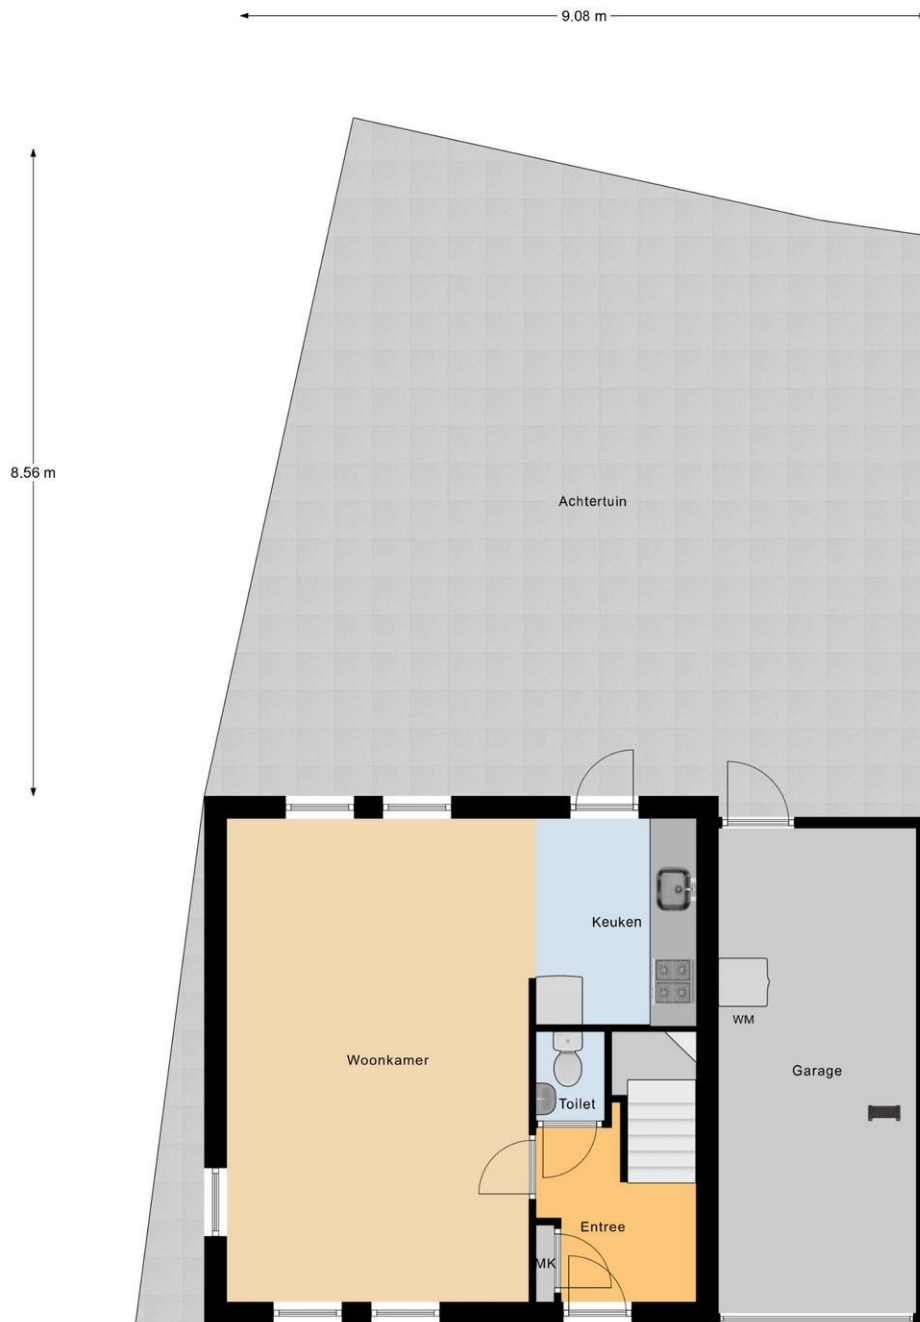 9.08 m
8.56 m
Achtertuin
Keuken
WM
Woonkamer
Garage
Toilet
Entree
MK